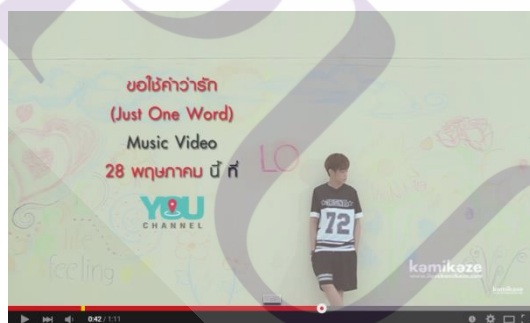 ขอใช้คำว่ารัก
(Just One Word)
Music Video
28 พฤษภาคม นี้ ที่
YOU
CHANNEL
LO
72
feeling
kamikaze
kamikaze
0:42 / 1:11